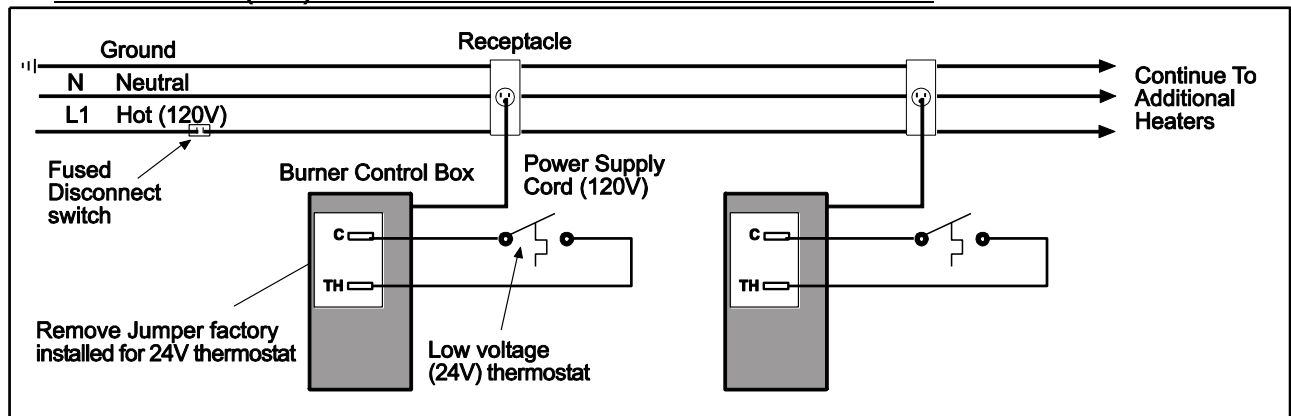 Ground
Receptacle
N Neutral
L1 Hot (120V)
Continue To
Additional
Heaters
Fused
Disconnect
switch
Burner Control Box
Power Supply
Cord (120V)
C
TH
C
TH
Remove Jumper factory
installed for 24V thermostat
Low voltage
(24V) thermostat